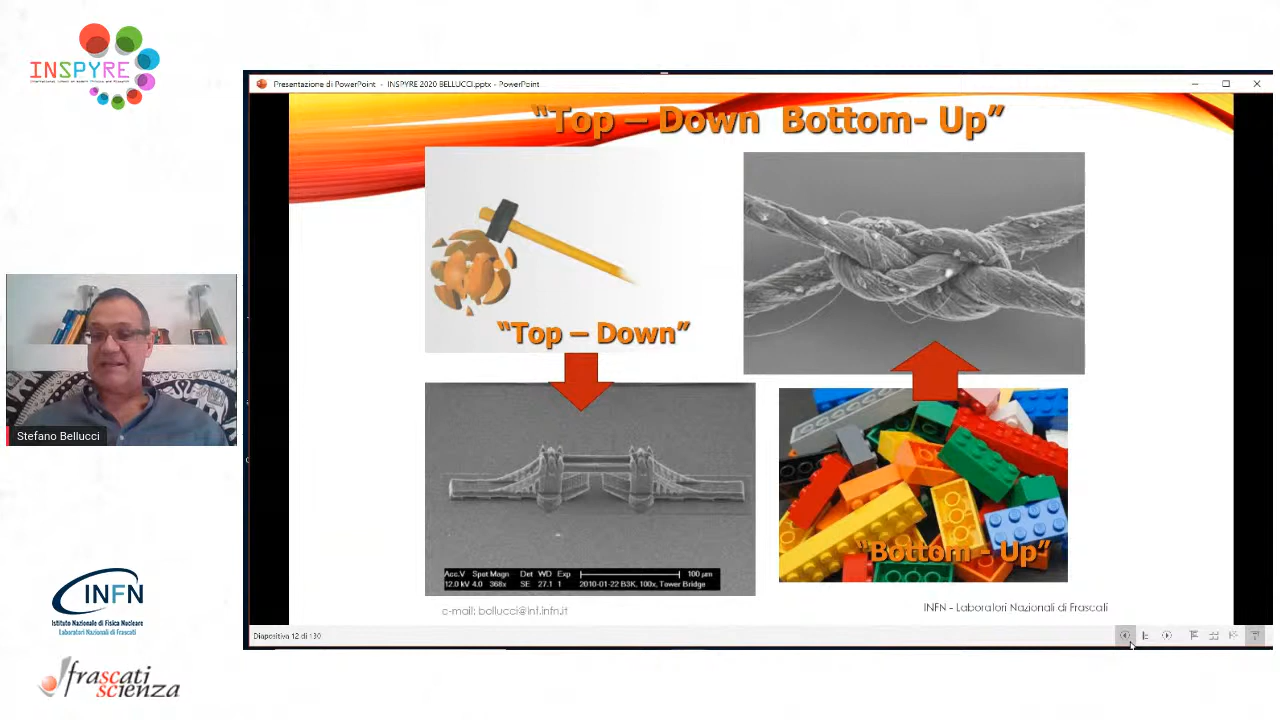 INSPYRE
Presentazione di PowerPoint - INSPYRE 2020 BELLUCCI.pptx - PowerPoint
"Top – Down Bottom- Up"
"Top – Down"
Stefano Bellucci
"Bottom - Up"
Acc.V Spot Magn Det WD Exp 100 µm
12.0 kV 4.0 368x SE 27.1 1 2010-01-22 B3K, 100x, Tower Bridge
e-mail: bellucci@lnf.infn.it
INFN - Laboratori Nazionali di Frascati
Diapositiva 12 di 130
INFN
Istituto Nazionale di Fisica Nucleare
Laboratori Nazionali di Frascati
frascati
scienza